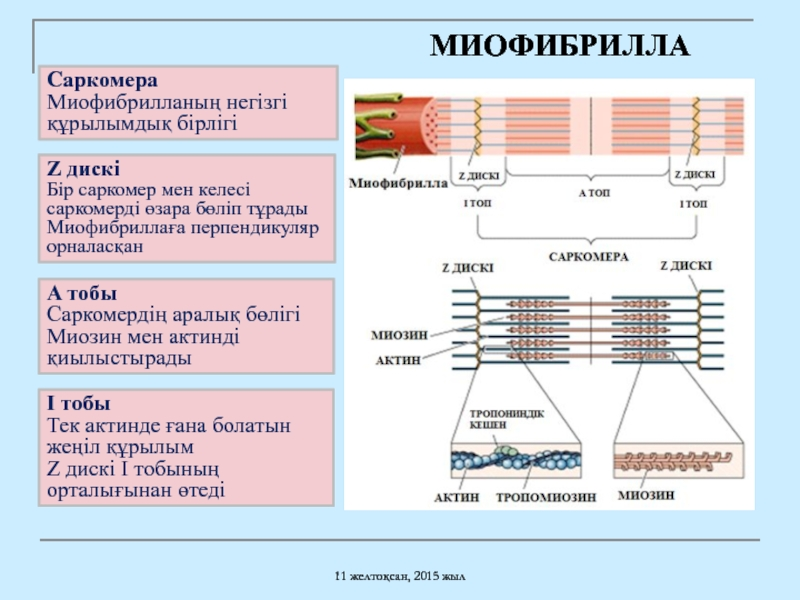 МИОФИБРИЛЛА
Саркомера
Миофибрилланың негізгі
құрылымдық бірлігі
Z дискі
Бір саркомер мен келесі
саркомерді өзара бөліп тұрады
Миофибриллаға перпендикуляр
орналасқан
А тобы
Саркомердің аралық бөлігі
Миозин мен актинді
қиылыстырады
І тобы
Тек актинде ғана болатын
жеңіл құрылым
Z дискі І тобының
орталығынан өтеді
Миофибрилла
Z ДИСКІ
Z ДИСКІ
І ТОП
А ТОП
І ТОП
САРКОМЕРА
Z ДИСКІ
Z ДИСКІ
МИОЗИН
АКТИН
ТРОПОНИНДІК
КЕШЕН
АКТИН
ТРОПОМИОЗИН
МИОЗИН
11 желтоқсан, 2015 жыл